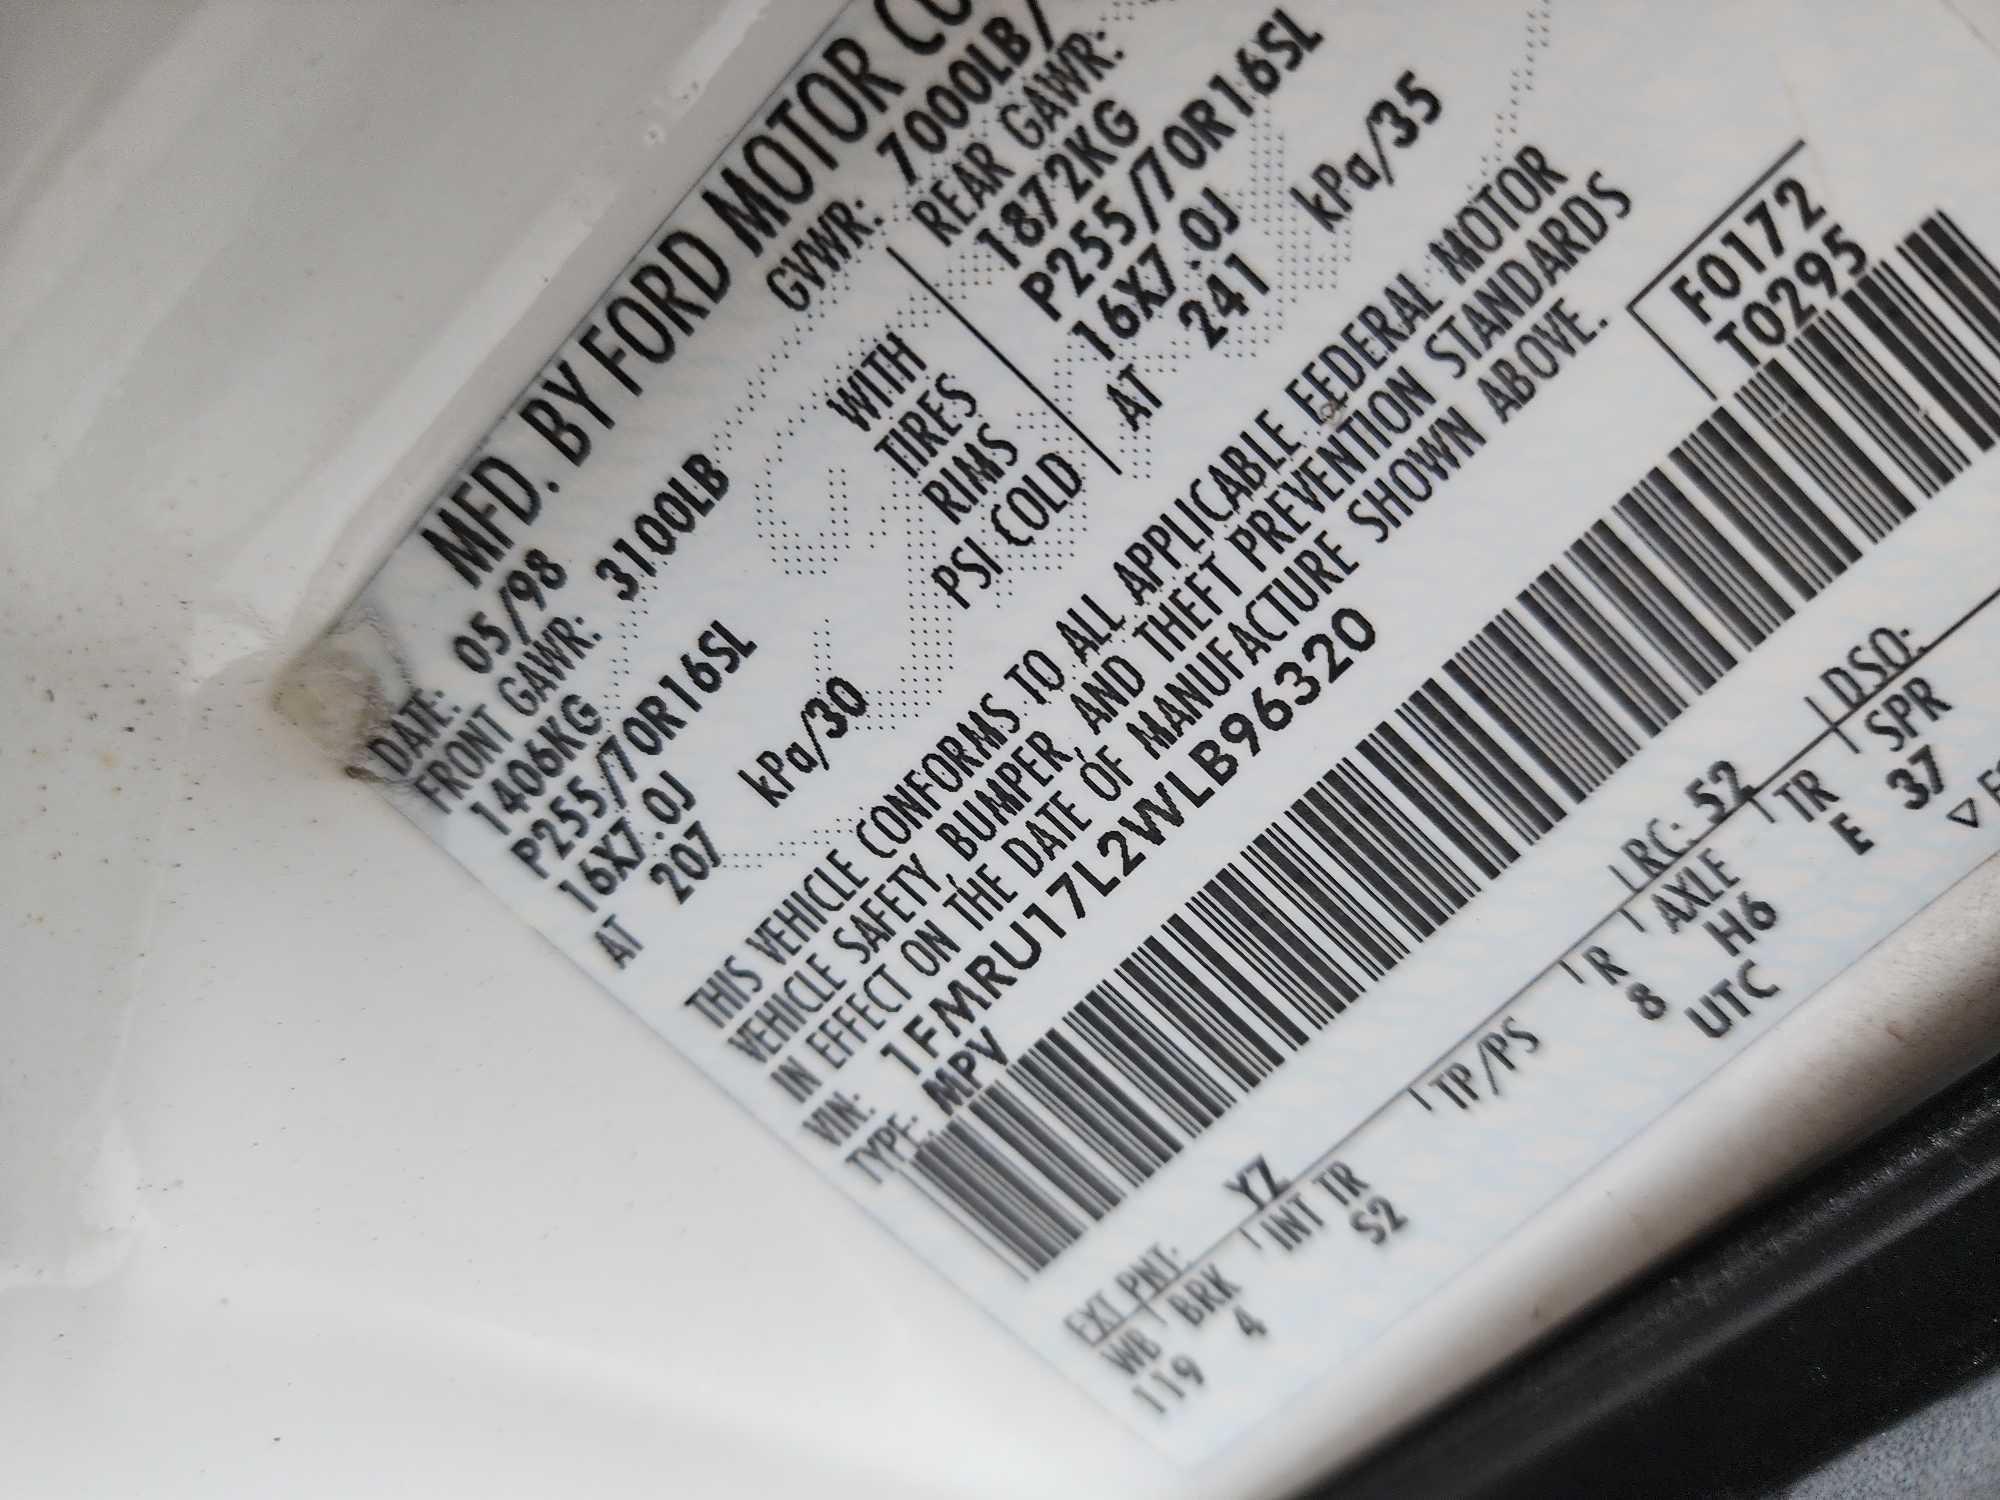 MFD. BY FORD MOTOR CO
DATE: 05/98 GVWR: 7000LB/
FRONT GAWR: 3100LB REAR GAWR:
1406KG WITH 1872KG
P255/70R16SL TIRES P255/70R16SL
16X7.0J RIMS 16X7.0J
AT 207 kPa/30 PSI COLD AT 241 kPa/35
THIS VEHICLE CONFORMS TO ALL APPLICABLE FEDERAL MOTOR
VEHICLE SAFETY, BUMPER, AND THEFT PREVENTION STANDARDS
IN EFFECT ON THE DATE OF MANUFACTURE SHOWN ABOVE.
VIN: 1FMRU17L2WLB96320 F0172
TYPE: MPV T0295
EXT PNT: YZ RC: 52 DSO:
WB BRK INT TR TP/PS R AXLE TR SPR
119 4 S2 8 H6 E 37
UTC